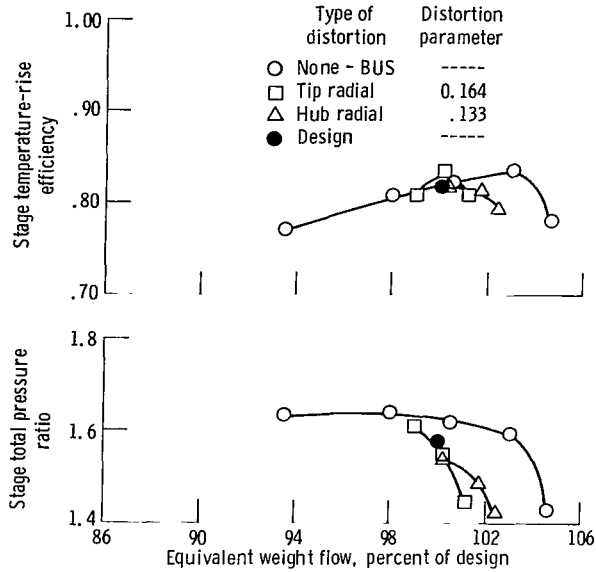 Type of distortion Distortion parameter
None - BUS -----
Tip radial 0.164
Hub radial .133
Design -----
Stage temperature-rise efficiency
1.00
.90
.80
.70
Stage total pressure ratio
1.8
1.6
1.4
86 90 94 98 102 106
Equivalent weight flow, percent of design